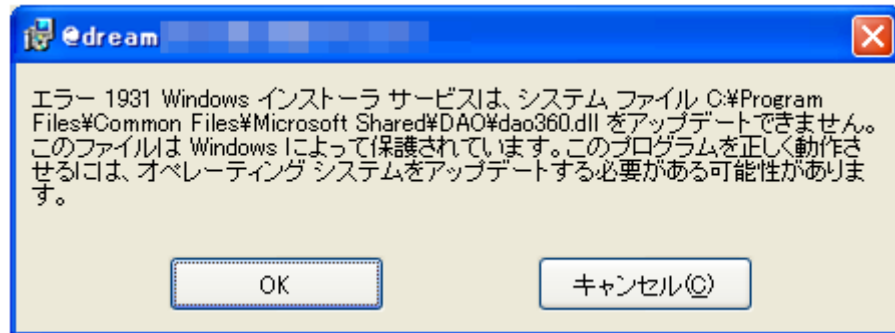 @dream
エラー 1931 Windows インストーラ サービスは、システム ファイル C:¥Program
Files¥Common Files¥Microsoft Shared¥DAO¥dao360.dll をアップデートできません。
このファイルは Windows によって保護されています。このプログラムを正しく動作さ
せるには、オペレーティング システムをアップデートする必要がある可能性がありま
す。
OK
キャンセル(C)